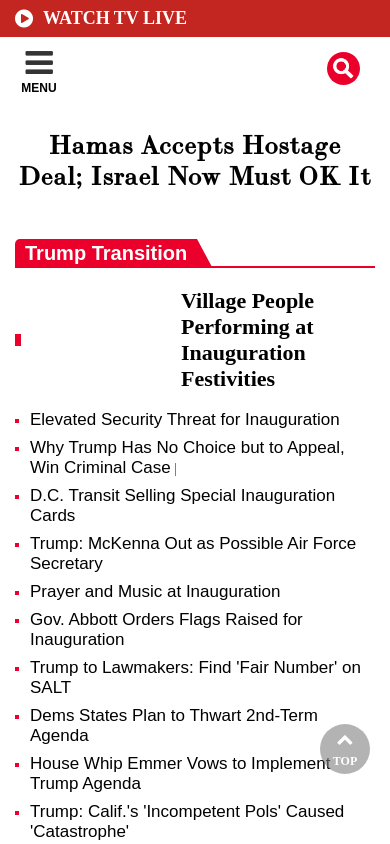 WATCH TV LIVE
MENU
Hamas Accepts Hostage
Deal; Israel Now Must OK It
Trump Transition
Village People
Performing at
Inauguration
Festivities
Elevated Security Threat for Inauguration
Why Trump Has No Choice but to Appeal,
Win Criminal Case |
D.C. Transit Selling Special Inauguration
Cards
Trump: McKenna Out as Possible Air Force
Secretary
Prayer and Music at Inauguration
Gov. Abbott Orders Flags Raised for
Inauguration
Trump to Lawmakers: Find 'Fair Number' on
SALT
Dems States Plan to Thwart 2nd-Term
Agenda
House Whip Emmer Vows to Implement
Trump Agenda
TOP
Trump: Calif.'s 'Incompetent Pols' Caused
'Catastrophe'